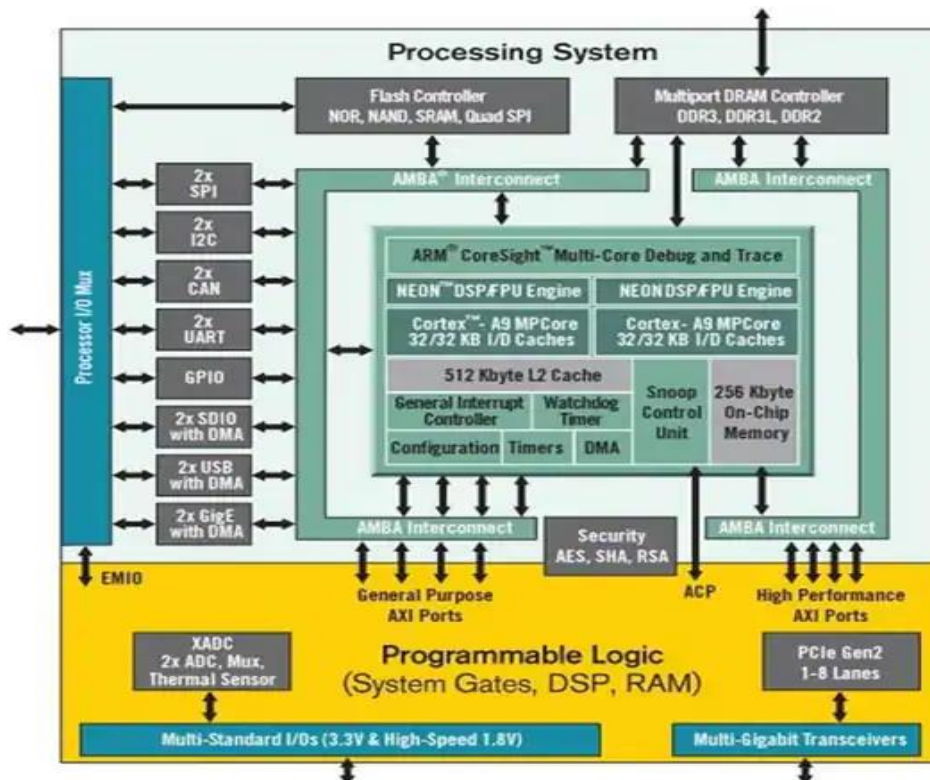 Processing System
Flash Controller
NOR, NAND, SRAM, Quad SPI
Multiport DRAM Controller
DDR3, DDR3L, DDR2
AMBA® Interconnect
AMBA Interconnect
Processor I/O Mux
2x
SPI
2x
I2C
2x
CAN
2x
UART
GPIO
2x SDIO
with DMA
2x USB
with DMA
2x GigE
with DMA
ARM® CoreSight™ Multi-Core Debug and Trace
NEON™ DSP/FPU Engine
NEON DSP/FPU Engine
Cortex™- A9 MPCore
32/32 KB I/D Caches
Cortex- A9 MPCore
32/32 KB I/D Caches
512 Kbyte L2 Cache
General Interrupt
Controller
Watchdog
Timer
Configuration
Timers
DMA
Snoop
Control
Unit
256 Kbyte
On-Chip
Memory
AMBA Interconnect
AMBA Interconnect
Security
AES, SHA, RSA
EMIO
General Purpose
AXI Ports
ACP
High Performance
AXI Ports
XADC
2x ADC, Mux,
Thermal Sensor
Programmable Logic
(System Gates, DSP, RAM)
PCIe Gen2
1-8 Lanes
Multi-Standard I/Os (3.3V & High-Speed 1.8V)
Multi-Gigabit Transceivers